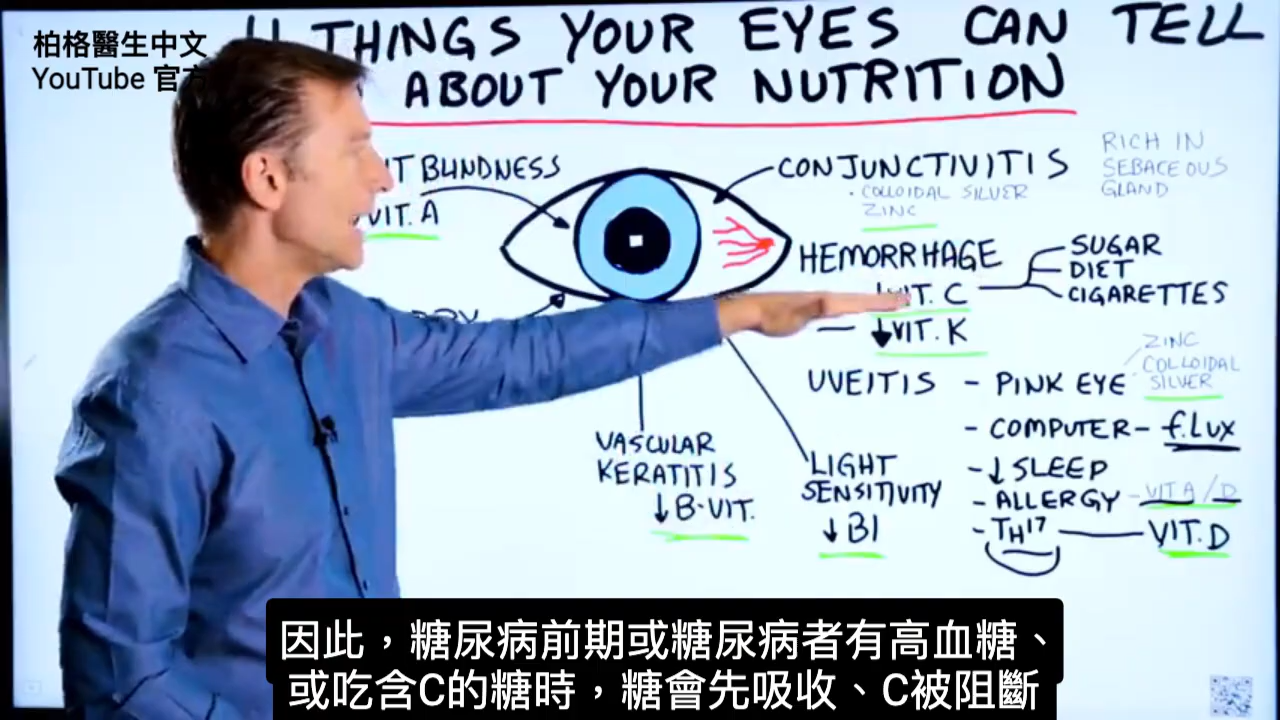 柏格醫生中文
YouTube 官方
11 THINGS YOUR EYES CAN TELL
ABOUT YOUR NUTRITION
BLINDNESS
VIT. A
CONJUNCTIVITIS
• COLLOIDAL SILVER
ZINC
RICH IN
SEBACEOUS
GLAND
HEMORRHAGE
VIT. C
SUGAR
DIET
CIGARETTES
— ↓VIT. K
UVEITIS - PINK EYE
ZINC
COLLOIDAL
SILVER
- COMPUTER - f.lux
- ↓ SLEEP
- ALLERGY - VIT A/D
- TH17 — VIT. D
VASCULAR
KERATITIS
↓ B-VIT.
LIGHT
SENSITIVITY
↓ B1
因此，糖尿病前期或糖尿病者有高血糖、
或吃含C的糖時，糖會先吸收、C被阻斷